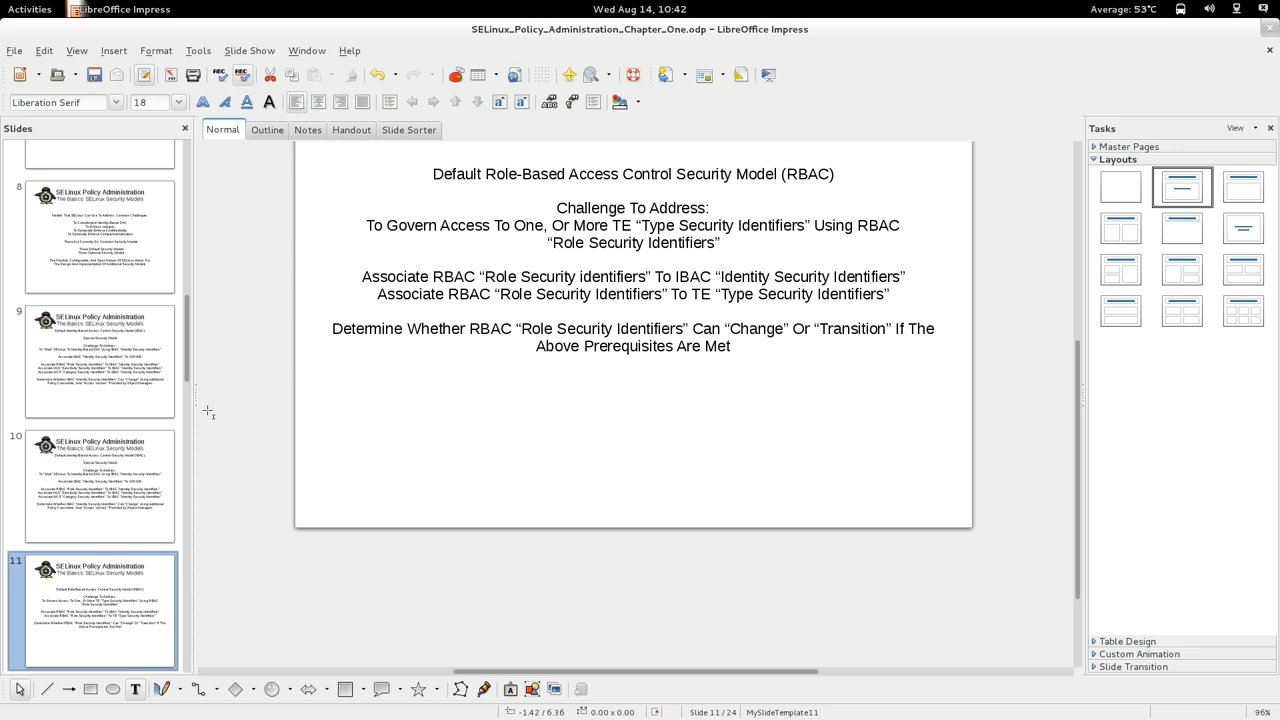 Activities
LibreOffice Impress
Wed Aug 14, 10:42
Average: 53°C
SELinux_Policy_Administration_Chapter_One.odp – LibreOffice Impress
File Edit View Insert Format Tools Slide Show Window Help
Liberation Serif
18
Slides
Normal Outline Notes Handout Slide Sorter
Tasks
View
Master Pages
Layouts
8
SELinux Policy Administration
The Basics: SELinux Security Models
9
SELinux Policy Administration
The Basics: SELinux Security Models
10
SELinux Policy Administration
The Basics: SELinux Security Models
11
SELinux Policy Administration
The Basics: SELinux Security Models
Default Role-Based Access Control Security Model (RBAC)
Challenge To Address:
To Govern Access To One, Or More TE “Type Security Identifiers” Using RBAC
“Role Security Identifiers”
Associate RBAC “Role Security identifiers” To IBAC “Identity Security Identifiers”
Associate RBAC “Role Security Identifiers” To TE “Type Security Identifiers”
Determine Whether RBAC “Role Security Identifiers” Can “Change” Or “Transition” If The
Above Prerequisites Are Met
Table Design
Custom Animation
Slide Transition
-1.42 / 6.36
0.00 x 0.00
Slide 11 / 24
MySlideTemplate11
96%